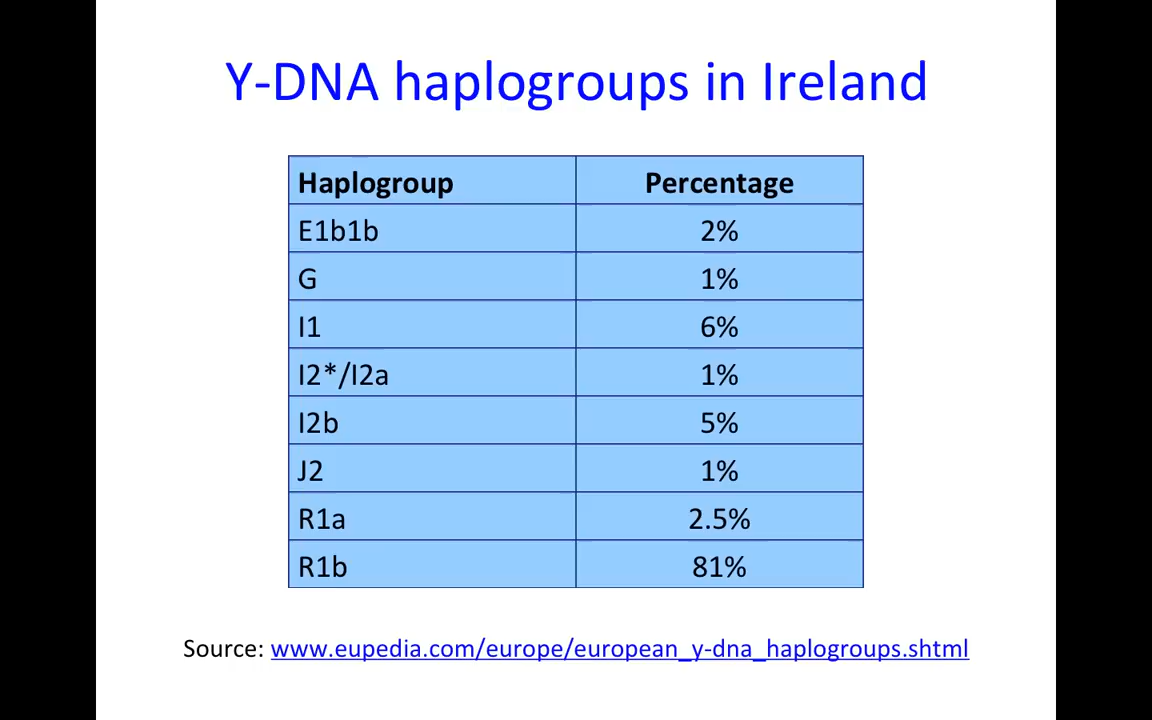 Y-DNA haplogroups in Ireland
Haplogroup Percentage
E1b1b 2%
G 1%
I1 6%
I2*/I2a 1%
I2b 5%
J2 1%
R1a 2.5%
R1b 81%
Source: www.eupedia.com/europe/european_y-dna_haplogroups.shtml